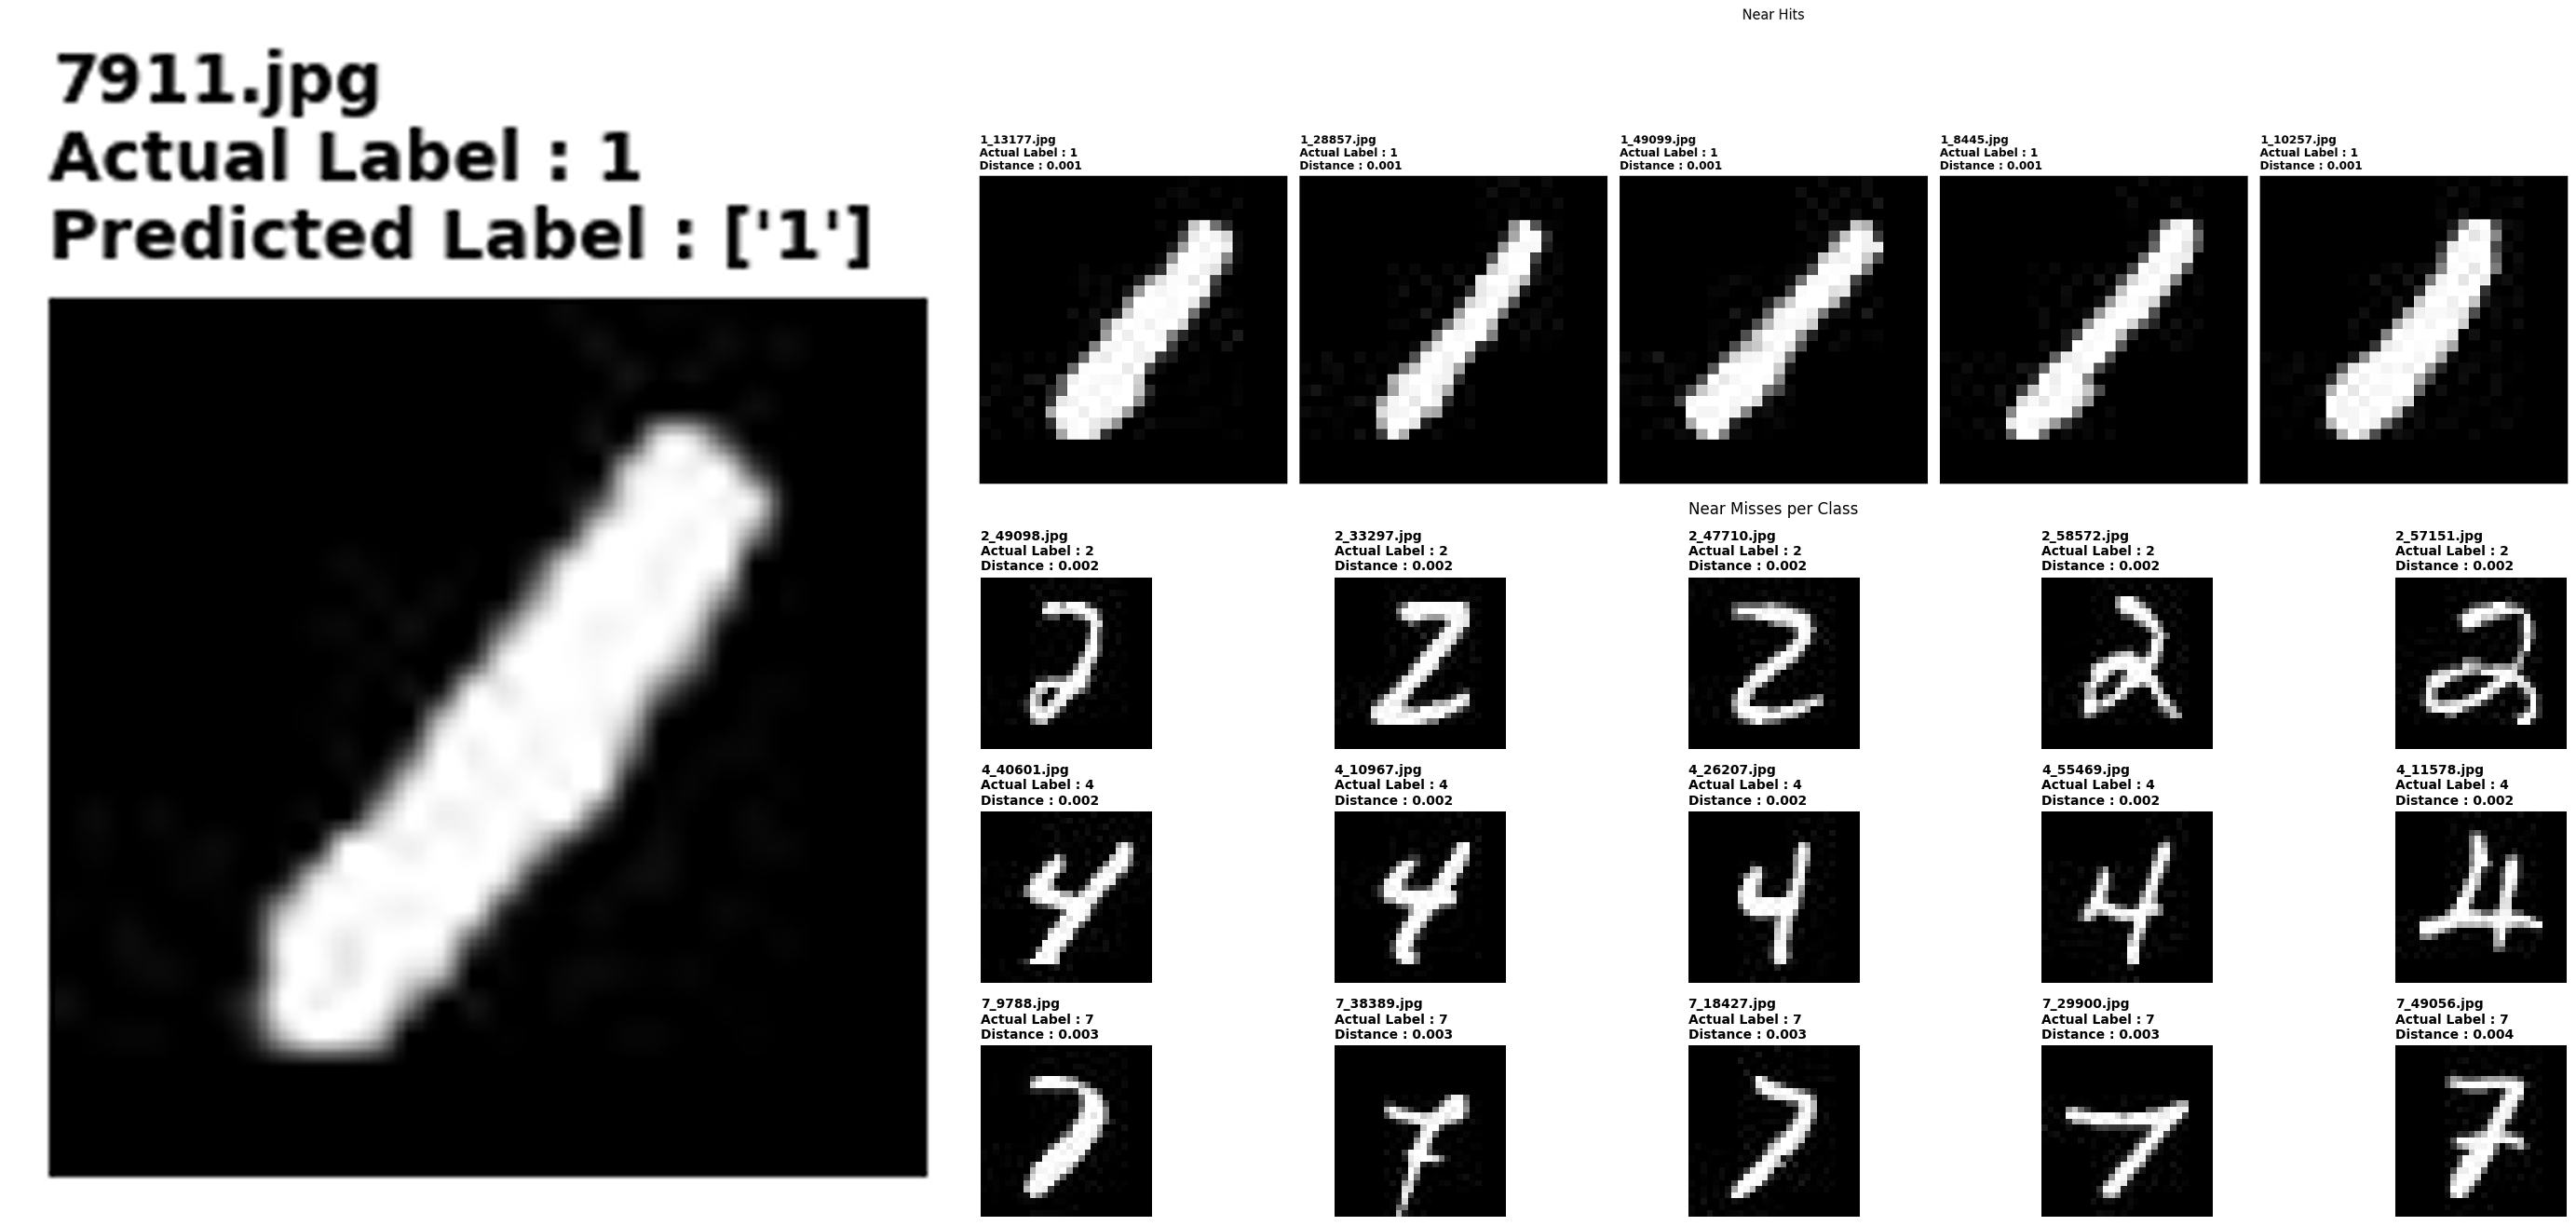 7911.jpg
Actual Label : 1
Predicted Label : ['1']
Near Hits
1_13177.jpg
Actual Label : 1
Distance : 0.001
1_28857.jpg
Actual Label : 1
Distance : 0.001
1_49099.jpg
Actual Label : 1
Distance : 0.001
1_8445.jpg
Actual Label : 1
Distance : 0.001
1_10257.jpg
Actual Label : 1
Distance : 0.001
Near Misses per Class
2_49098.jpg
Actual Label : 2
Distance : 0.002
2_33297.jpg
Actual Label : 2
Distance : 0.002
2_47710.jpg
Actual Label : 2
Distance : 0.002
2_58572.jpg
Actual Label : 2
Distance : 0.002
2_57151.jpg
Actual Label : 2
Distance : 0.002
4_40601.jpg
Actual Label : 4
Distance : 0.002
4_10967.jpg
Actual Label : 4
Distance : 0.002
4_26207.jpg
Actual Label : 4
Distance : 0.002
4_55469.jpg
Actual Label : 4
Distance : 0.002
4_11578.jpg
Actual Label : 4
Distance : 0.002
7_9788.jpg
Actual Label : 7
Distance : 0.003
7_38389.jpg
Actual Label : 7
Distance : 0.003
7_18427.jpg
Actual Label : 7
Distance : 0.003
7_29900.jpg
Actual Label : 7
Distance : 0.003
7_49056.jpg
Actual Label : 7
Distance : 0.004